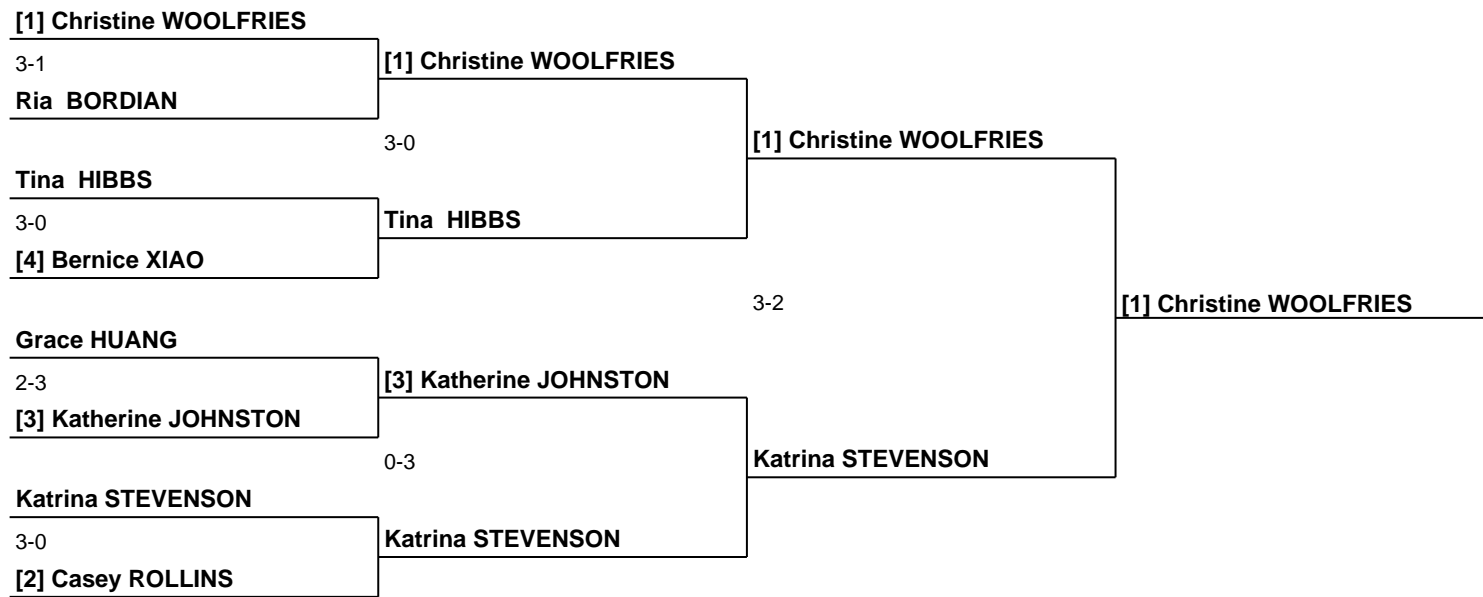 [1] Christine WOOLFRIES
3-1
Ria BORDIAN
Tina HIBBS
3-0
[4] Bernice XIAO
Grace HUANG
2-3
[3] Katherine JOHNSTON
Katrina STEVENSON
3-0
[2] Casey ROLLINS
[1] Christine WOOLFRIES
3-0
Tina HIBBS
[3] Katherine JOHNSTON
0-3
Katrina STEVENSON
[1] Christine WOOLFRIES
3-2
Katrina STEVENSON
[1] Christine WOOLFRIES